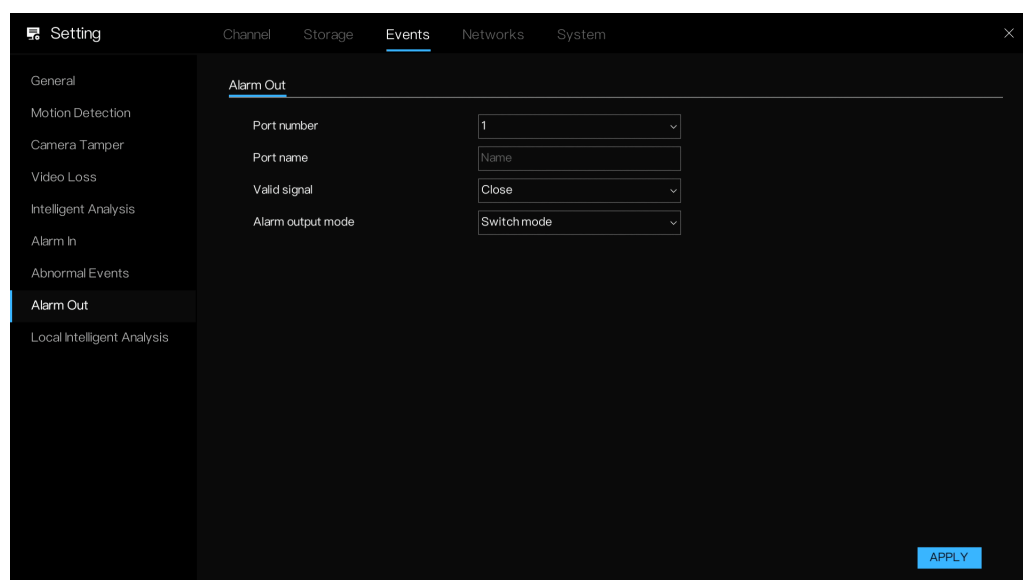 Setting
Channel Storage Events Networks System
General
Motion Detection
Camera Tamper
Video Loss
Intelligent Analysis
Alarm In
Abnormal Events
Alarm Out
Local Intelligent Analysis
Alarm Out
Port number 1
Port name Name
Valid signal Close
Alarm output mode Switch mode
APPLY